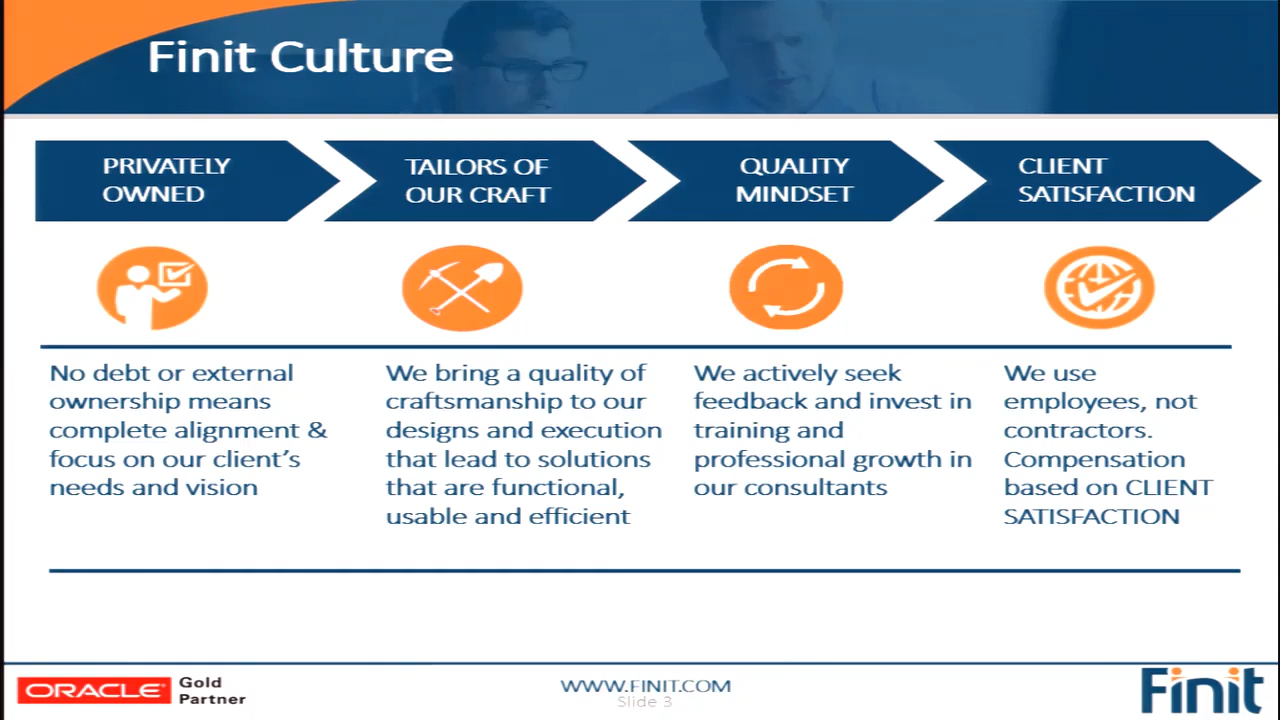 Finit Culture
PRIVATELY
OWNED
TAILORS OF
OUR CRAFT
QUALITY
MINDSET
CLIENT
SATISFACTION
No debt or external
ownership means
complete alignment &
focus on our client's
needs and vision
We bring a quality of
craftsmanship to our
designs and execution
that lead to solutions
that are functional,
usable and efficient
We actively seek
feedback and invest in
training and
professional growth in
our consultants
We use
employees, not
contractors.
Compensation
based on CLIENT
SATISFACTION
ORACLE
Gold
Partner
WWW.FINIT.COM
Slide 3
Finit